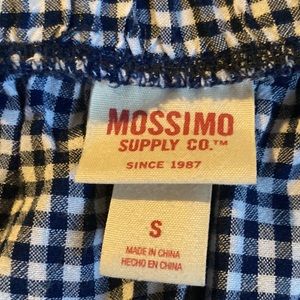 MOSSIMO
SUPPLY CO.™
SINCE 1987
S
MADE IN CHINA
HECHO EN CHINA